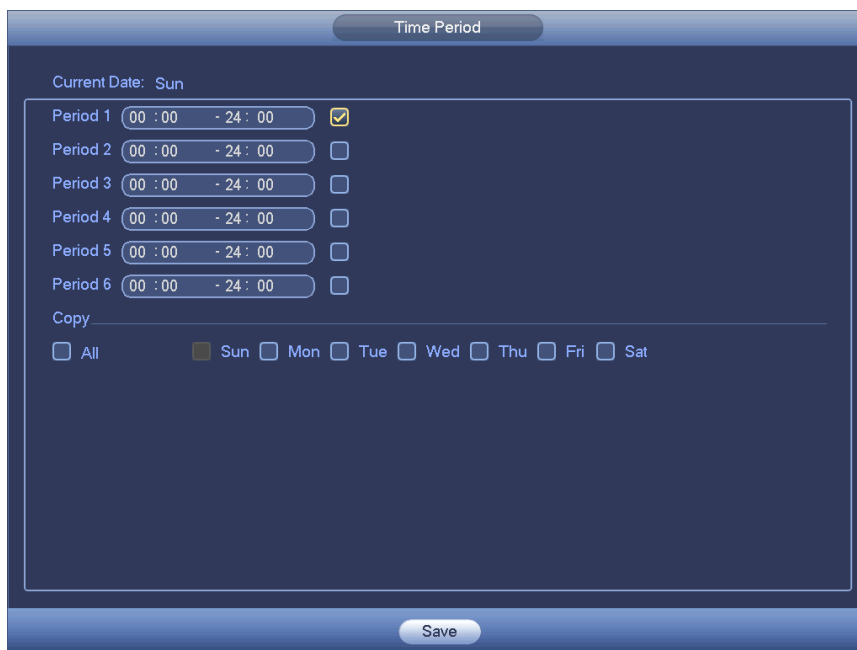 Time Period
Current Date: Sun
Period 1 00 :00 - 24 : 00
Period 2 00 :00 - 24 : 00
Period 3 00 :00 - 24 : 00
Period 4 00 :00 - 24 : 00
Period 5 00 :00 - 24 : 00
Period 6 00 :00 - 24 : 00
Copy
All Sun Mon Tue Wed Thu Fri Sat
Save